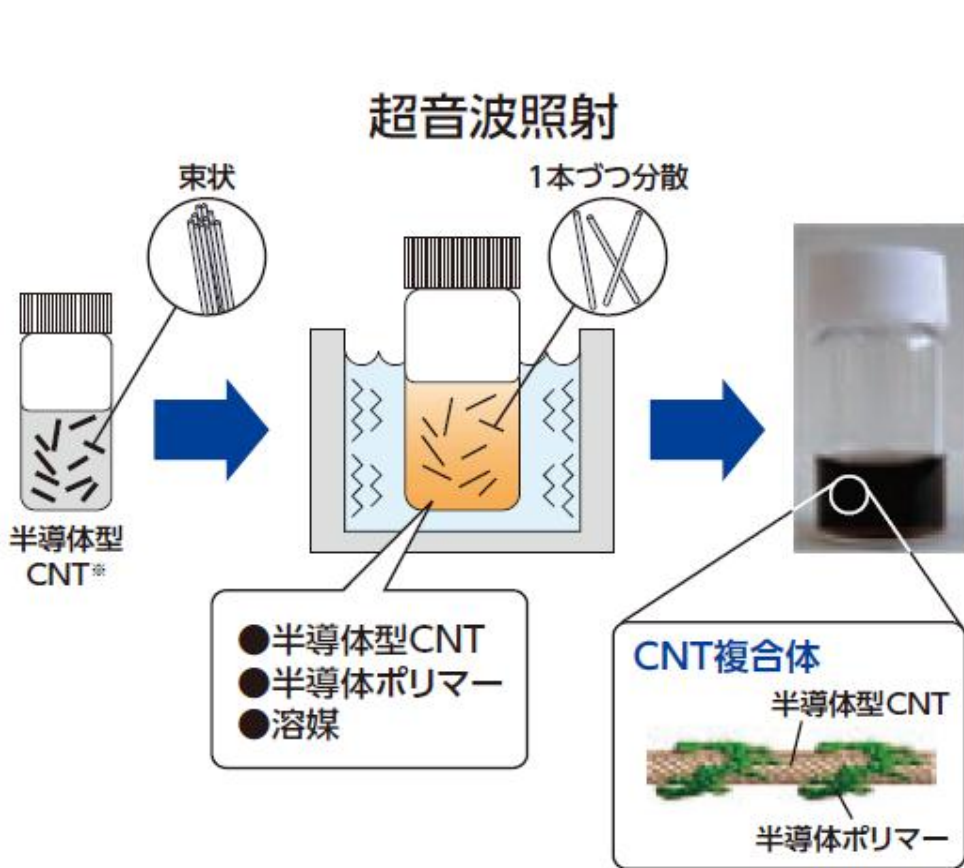 超音波照射
束状
1本づつ分散
半導体型
CNT※
●半導体型CNT
●半導体ポリマー
●溶媒
CNT複合体
半導体型CNT
半導体ポリマー